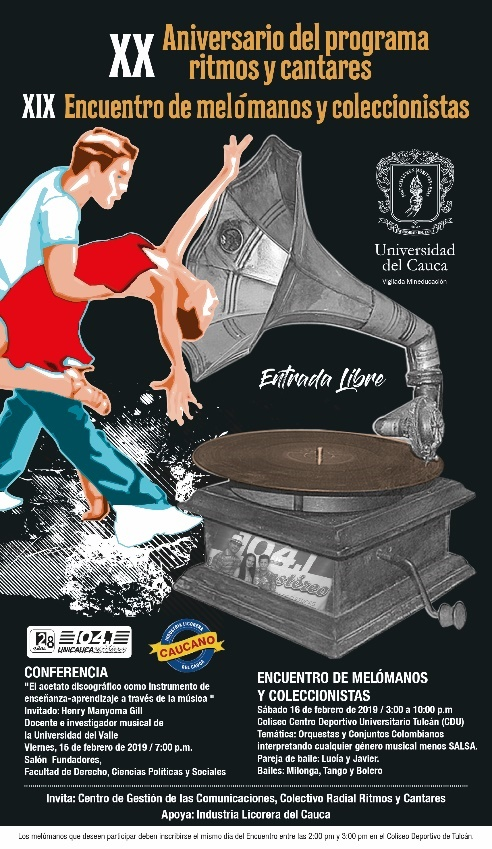 XX Aniversario del programa
ritmos y cantares
XIX Encuentro de melómanos y coleccionistas
Universidad
del Cauca
Vigilada Mineducación
Entrada Libre
104.1
stéreo
28 104.1
UNICAUCA
INDUSTRIA LICORERA
CAUCANO
DEL CAUCA
CONFERENCIA
"El acetato discográfico como instrumento de
enseñanza-aprendizaje a través de la música "
Invitado: Henry Manyoma Gill
Docente e investigador musical de
la Universidad del Valle
Viernes, 16 de febrero de 2019 / 7:00 p.m.
Salón Fundadores,
Facultad de Derecho, Ciencias Políticas y Sociales
ENCUENTRO DE MELÓMANOS
Y COLECCIONISTAS
Sábado 16 de febrero de 2019 / 3:00 a 10:00 p.m
Coliseo Centro Deportivo Universitario Tulcán (CDU)
Temática: Orquestas y Conjuntos Colombianos
interpretando cualquier género musical menos SALSA.
Pareja de baile: Lucía y Javier.
Bailes: Milonga, Tango y Bolero
Invita: Centro de Gestión de las Comunicaciones, Colectivo Radial Ritmos y Cantares
Apoya: Industria Licorera del Cauca
Los melómanos que deseen participar deben inscribirse el mismo día del Encuentro entre las 2:00 pm y 3:00 pm en el Coliseo Deportivo de Tulcán.